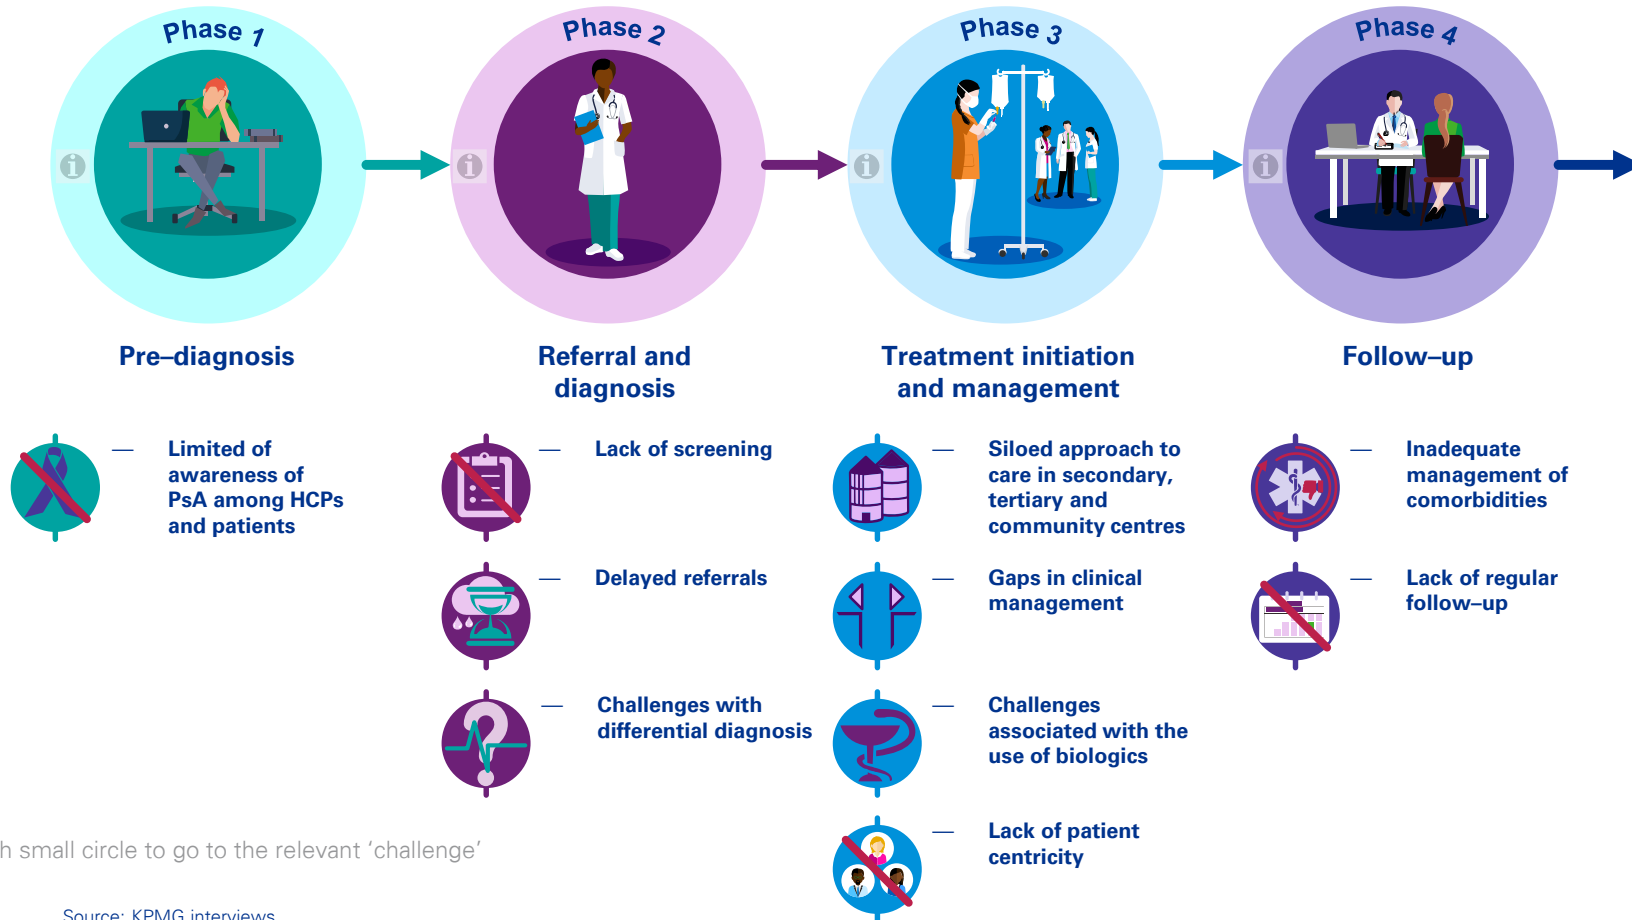 Phase 1
Phase 2
Phase 3
Phase 4
i
i
i
i
Pre–diagnosis
Referral and
diagnosis
Treatment initiation
and management
Follow–up
— Limited of
awareness of
PsA among HCPs
and patients
— Lack of screening
— Delayed referrals
— Challenges with
differential diagnosis
— Siloed approach to
care in secondary,
tertiary and
community centres
— Gaps in clinical
management
— Challenges
associated with the
use of biologics
— Lack of patient
centricity
— Inadequate
management of
comorbidities
— Lack of regular
follow–up
h small circle to go to the relevant ‘challenge’
Source: KPMG interviews